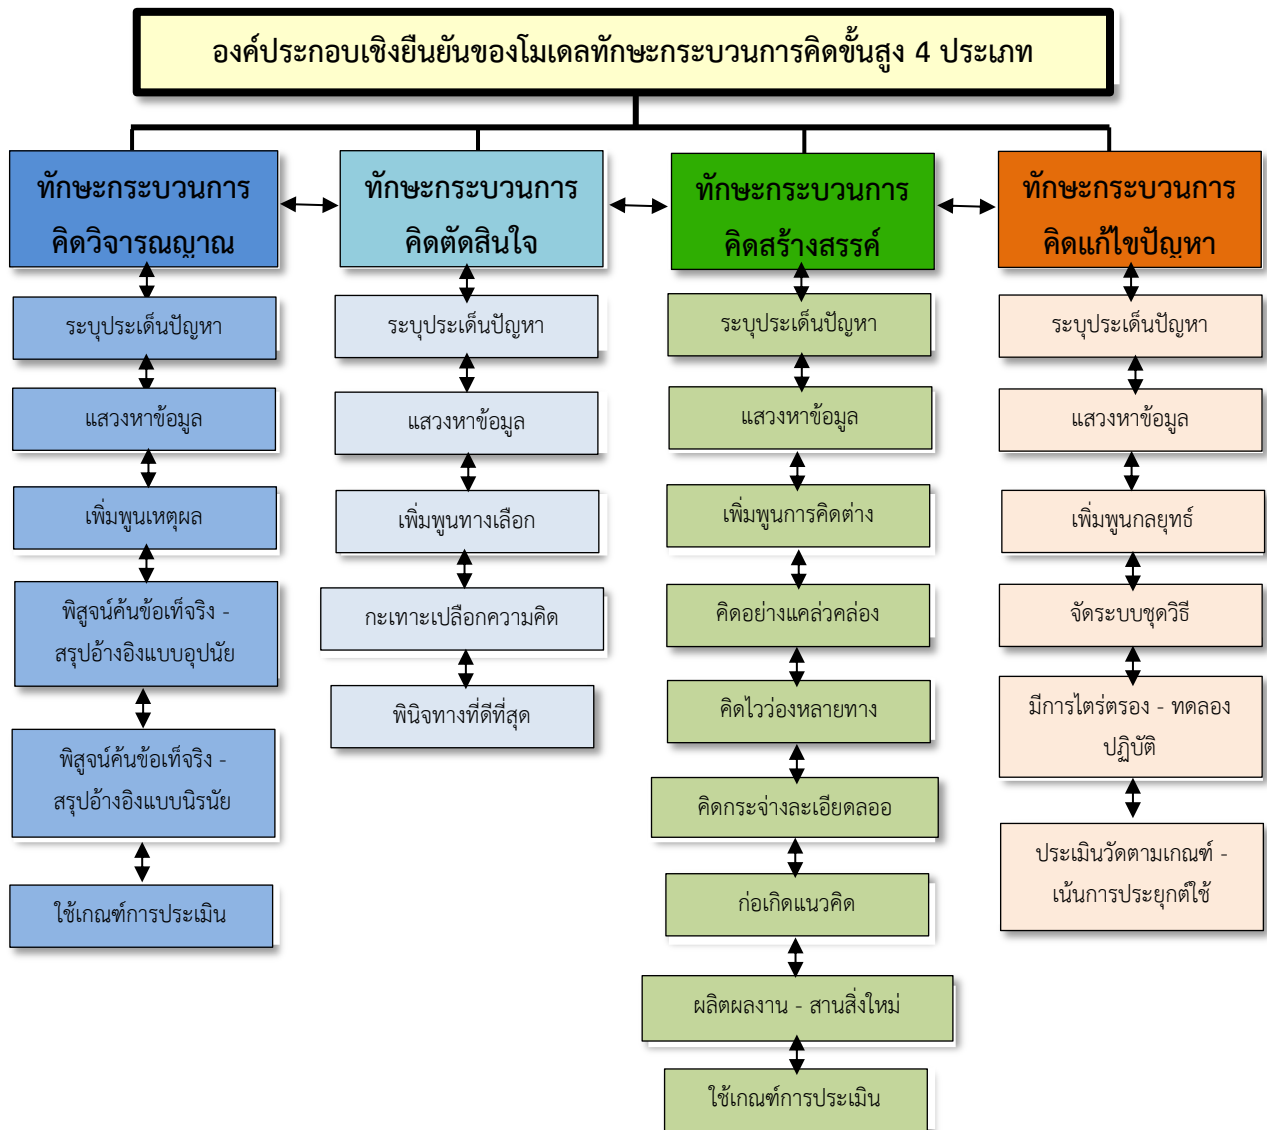 องค์ประกอบเชิงยืนยันของโมเดลทักษะกระบวนการคิดขั้นสูง 4 ประเภท
ทักษะกระบวนการ
คิดวิจารณญาณ
ระบุประเด็นปัญหา
แสวงหาข้อมูล
เพิ่มพูนเหตุผล
พิสูจน์ค้นข้อเท็จริง -
สรุปอ้างอิงแบบอุปนัย
พิสูจน์ค้นข้อเท็จริง -
สรุปอ้างอิงแบบนิรนัย
ใช้เกณฑ์การประเมิน
ทักษะกระบวนการ
คิดตัดสินใจ
ระบุประเด็นปัญหา
แสวงหาข้อมูล
เพิ่มพูนทางเลือก
กะเทาะเปลือกความคิด
พินิจทางที่ดีที่สุด
ทักษะกระบวนการ
คิดสร้างสรรค์
ระบุประเด็นปัญหา
แสวงหาข้อมูล
เพิ่มพูนการคิดต่าง
คิดอย่างแคล่วคล่อง
คิดไวว่องหลายทาง
คิดกระจ่างละเอียดลออ
ก่อเกิดแนวคิด
ผลิตผลงาน - สานสิ่งใหม่
ใช้เกณฑ์การประเมิน
ทักษะกระบวนการ
คิดแก้ไขปัญหา
ระบุประเด็นปัญหา
แสวงหาข้อมูล
เพิ่มพูนกลยุทธ์
จัดระบบชุดวิธี
มีการไตร่ตรอง - ทดลอง
ปฏิบัติ
ประเมินวัดตามเกณฑ์ -
เน้นการประยุกต์ใช้